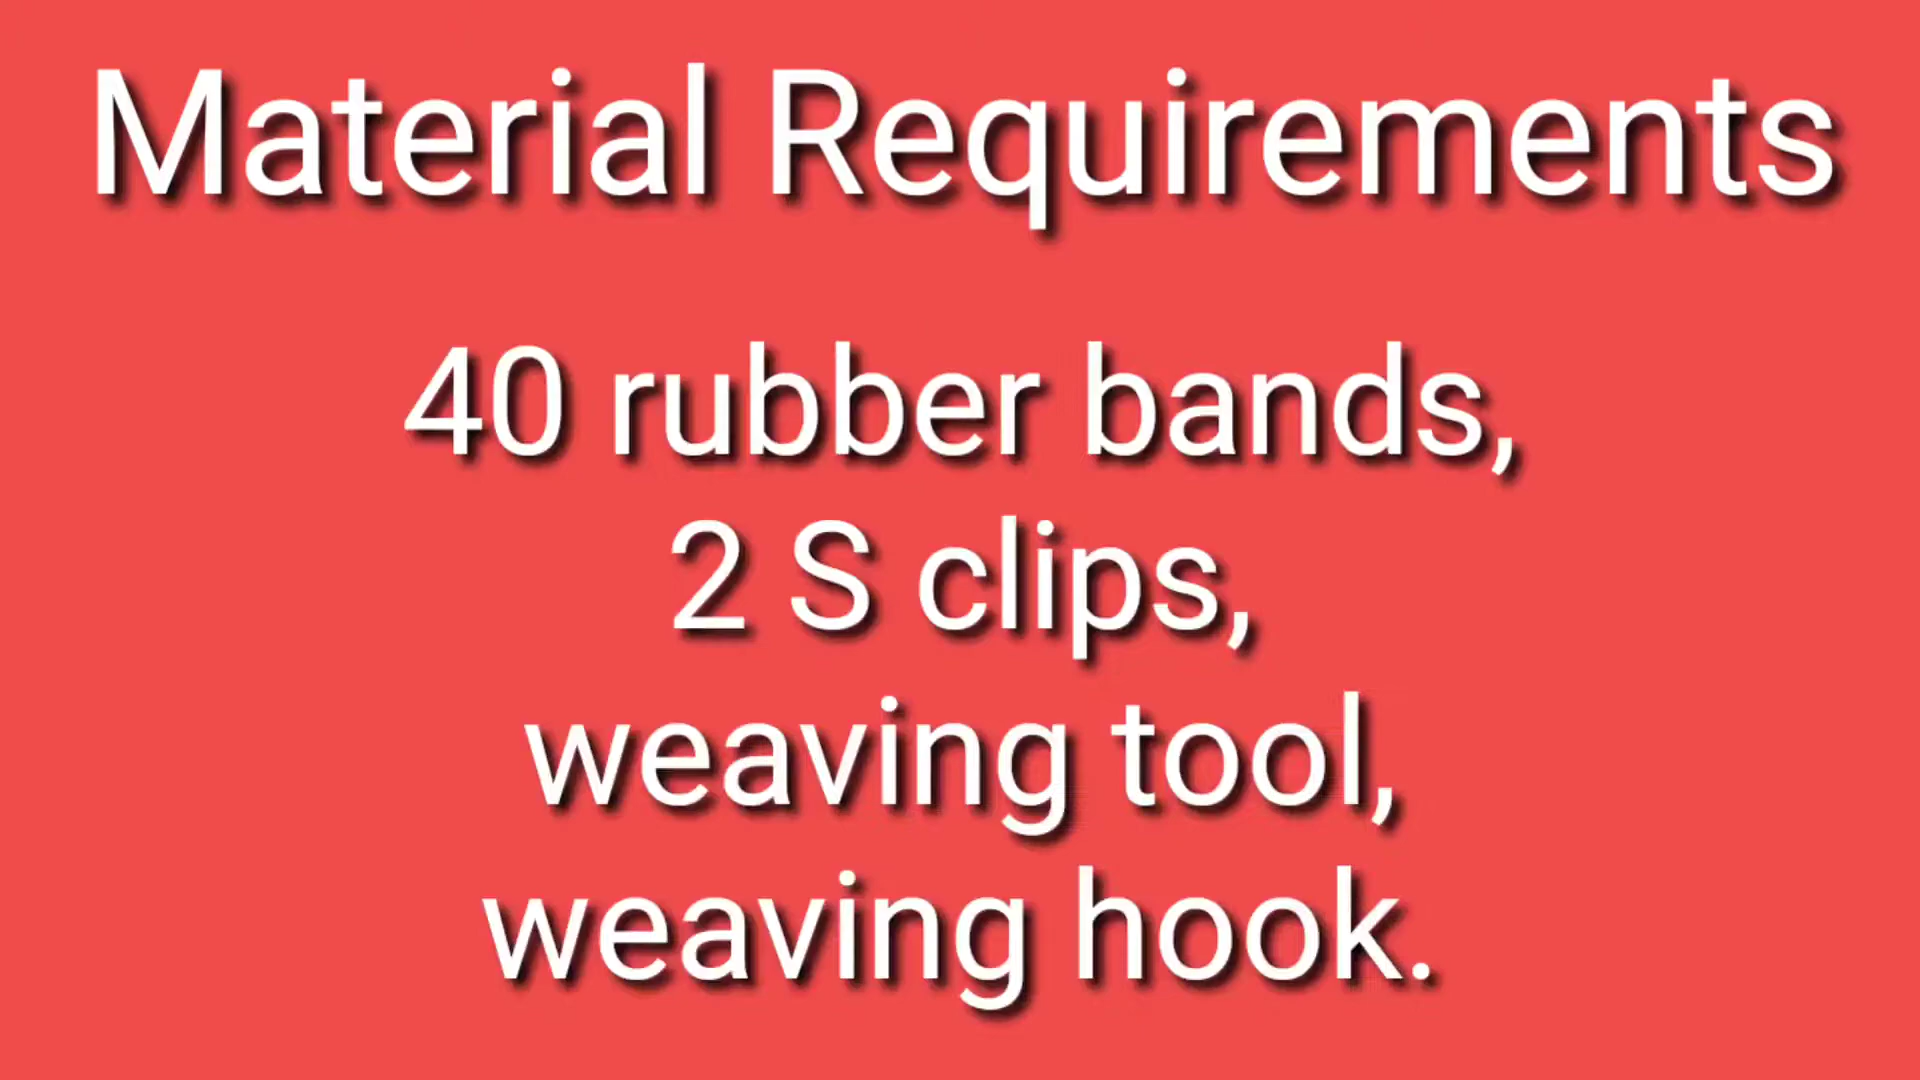 Material Requirements
40 rubber bands,
2 S clips,
weaving tool,
weaving hook.